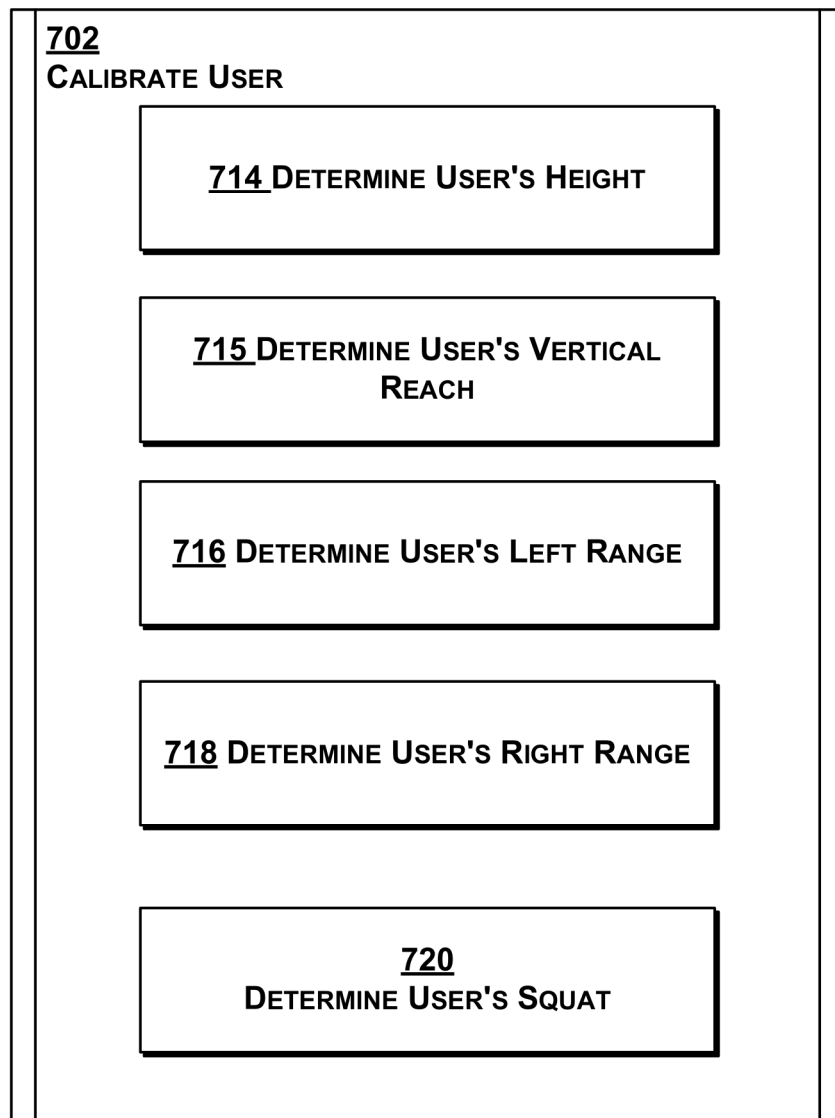 702
CALIBRATE USER
714 DETERMINE USER'S HEIGHT
715 DETERMINE USER'S VERTICAL
REACH
716 DETERMINE USER'S LEFT RANGE
718 DETERMINE USER'S RIGHT RANGE
720
DETERMINE USER'S SQUAT